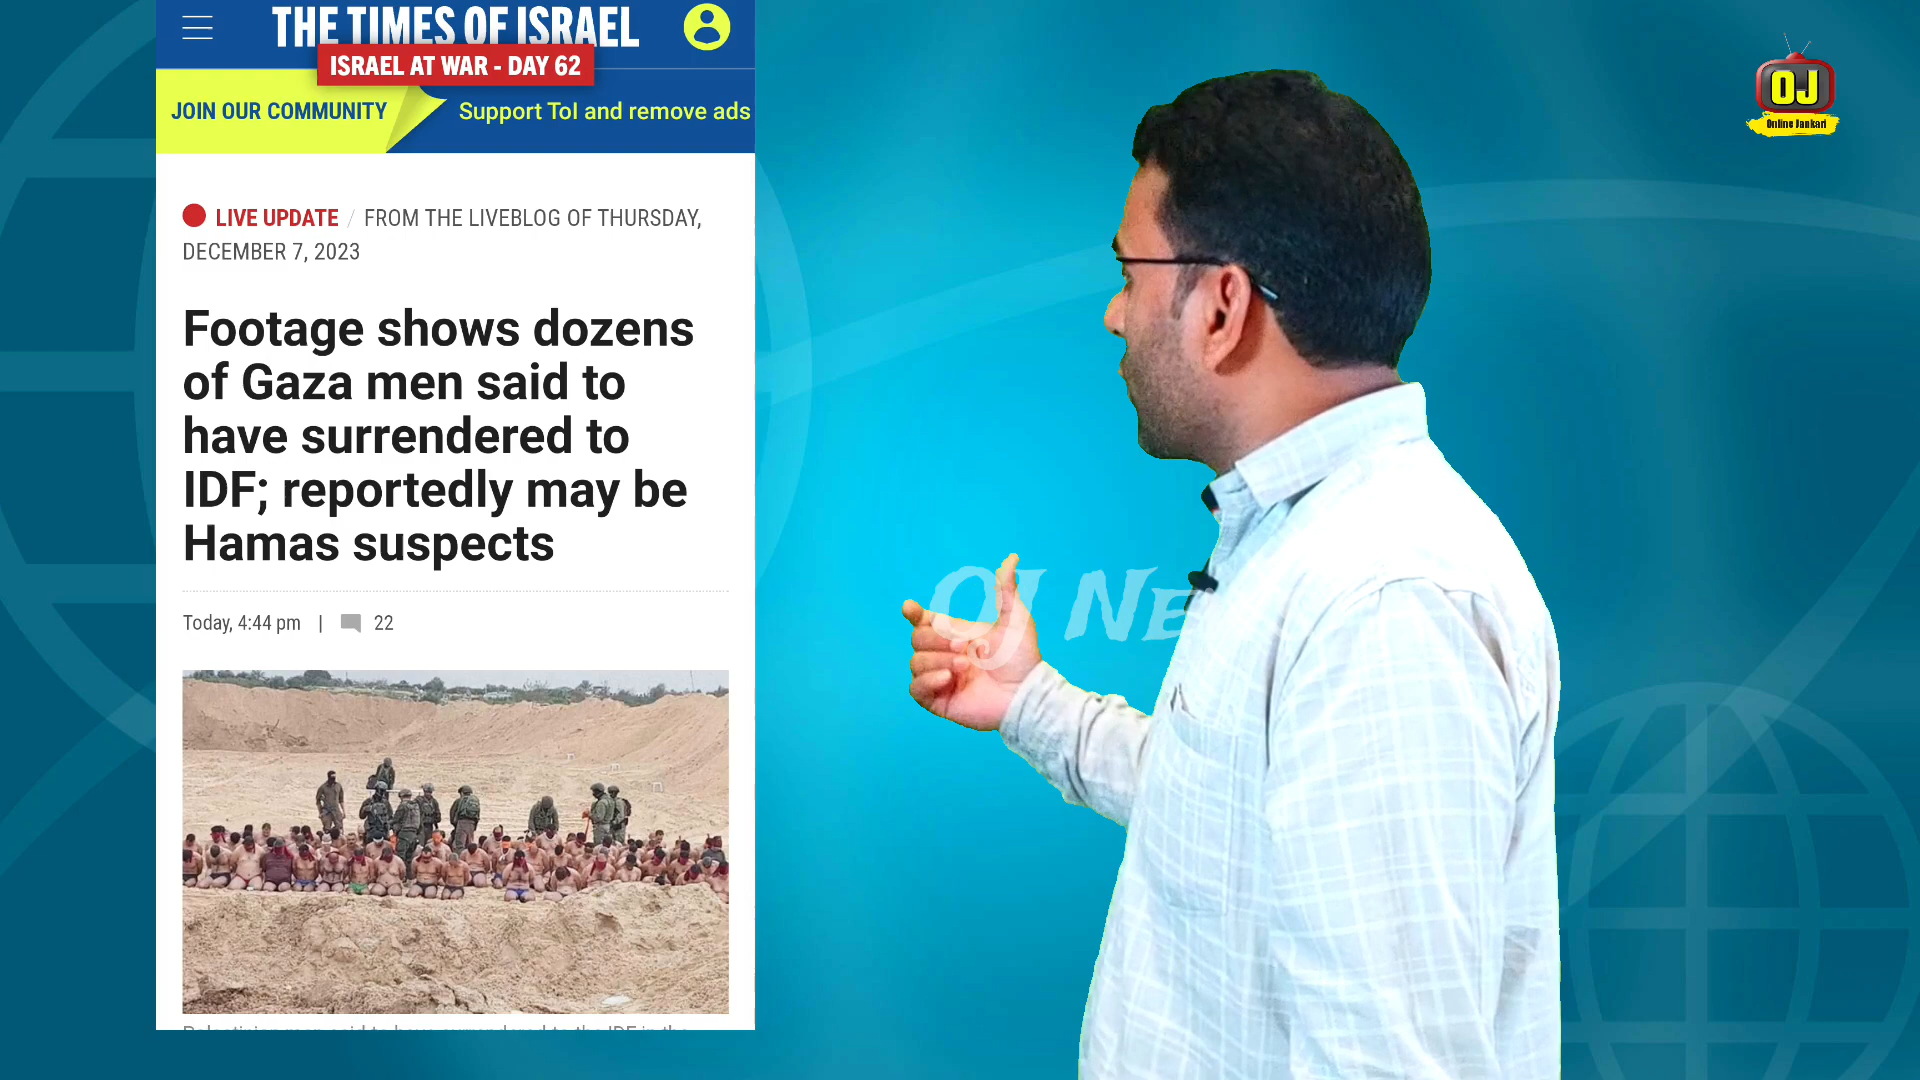 THE TIMES OF ISRAEL
ISRAEL AT WAR - DAY 62
JOIN OUR COMMUNITY
Support ToI and remove ads
LIVE UPDATE / FROM THE LIVEBLOG OF THURSDAY,
DECEMBER 7, 2023
Footage shows dozens
of Gaza men said to
have surrendered to
IDF; reportedly may be
Hamas suspects
Today, 4:44 pm | 22
OJ
Online Jankari
OJ